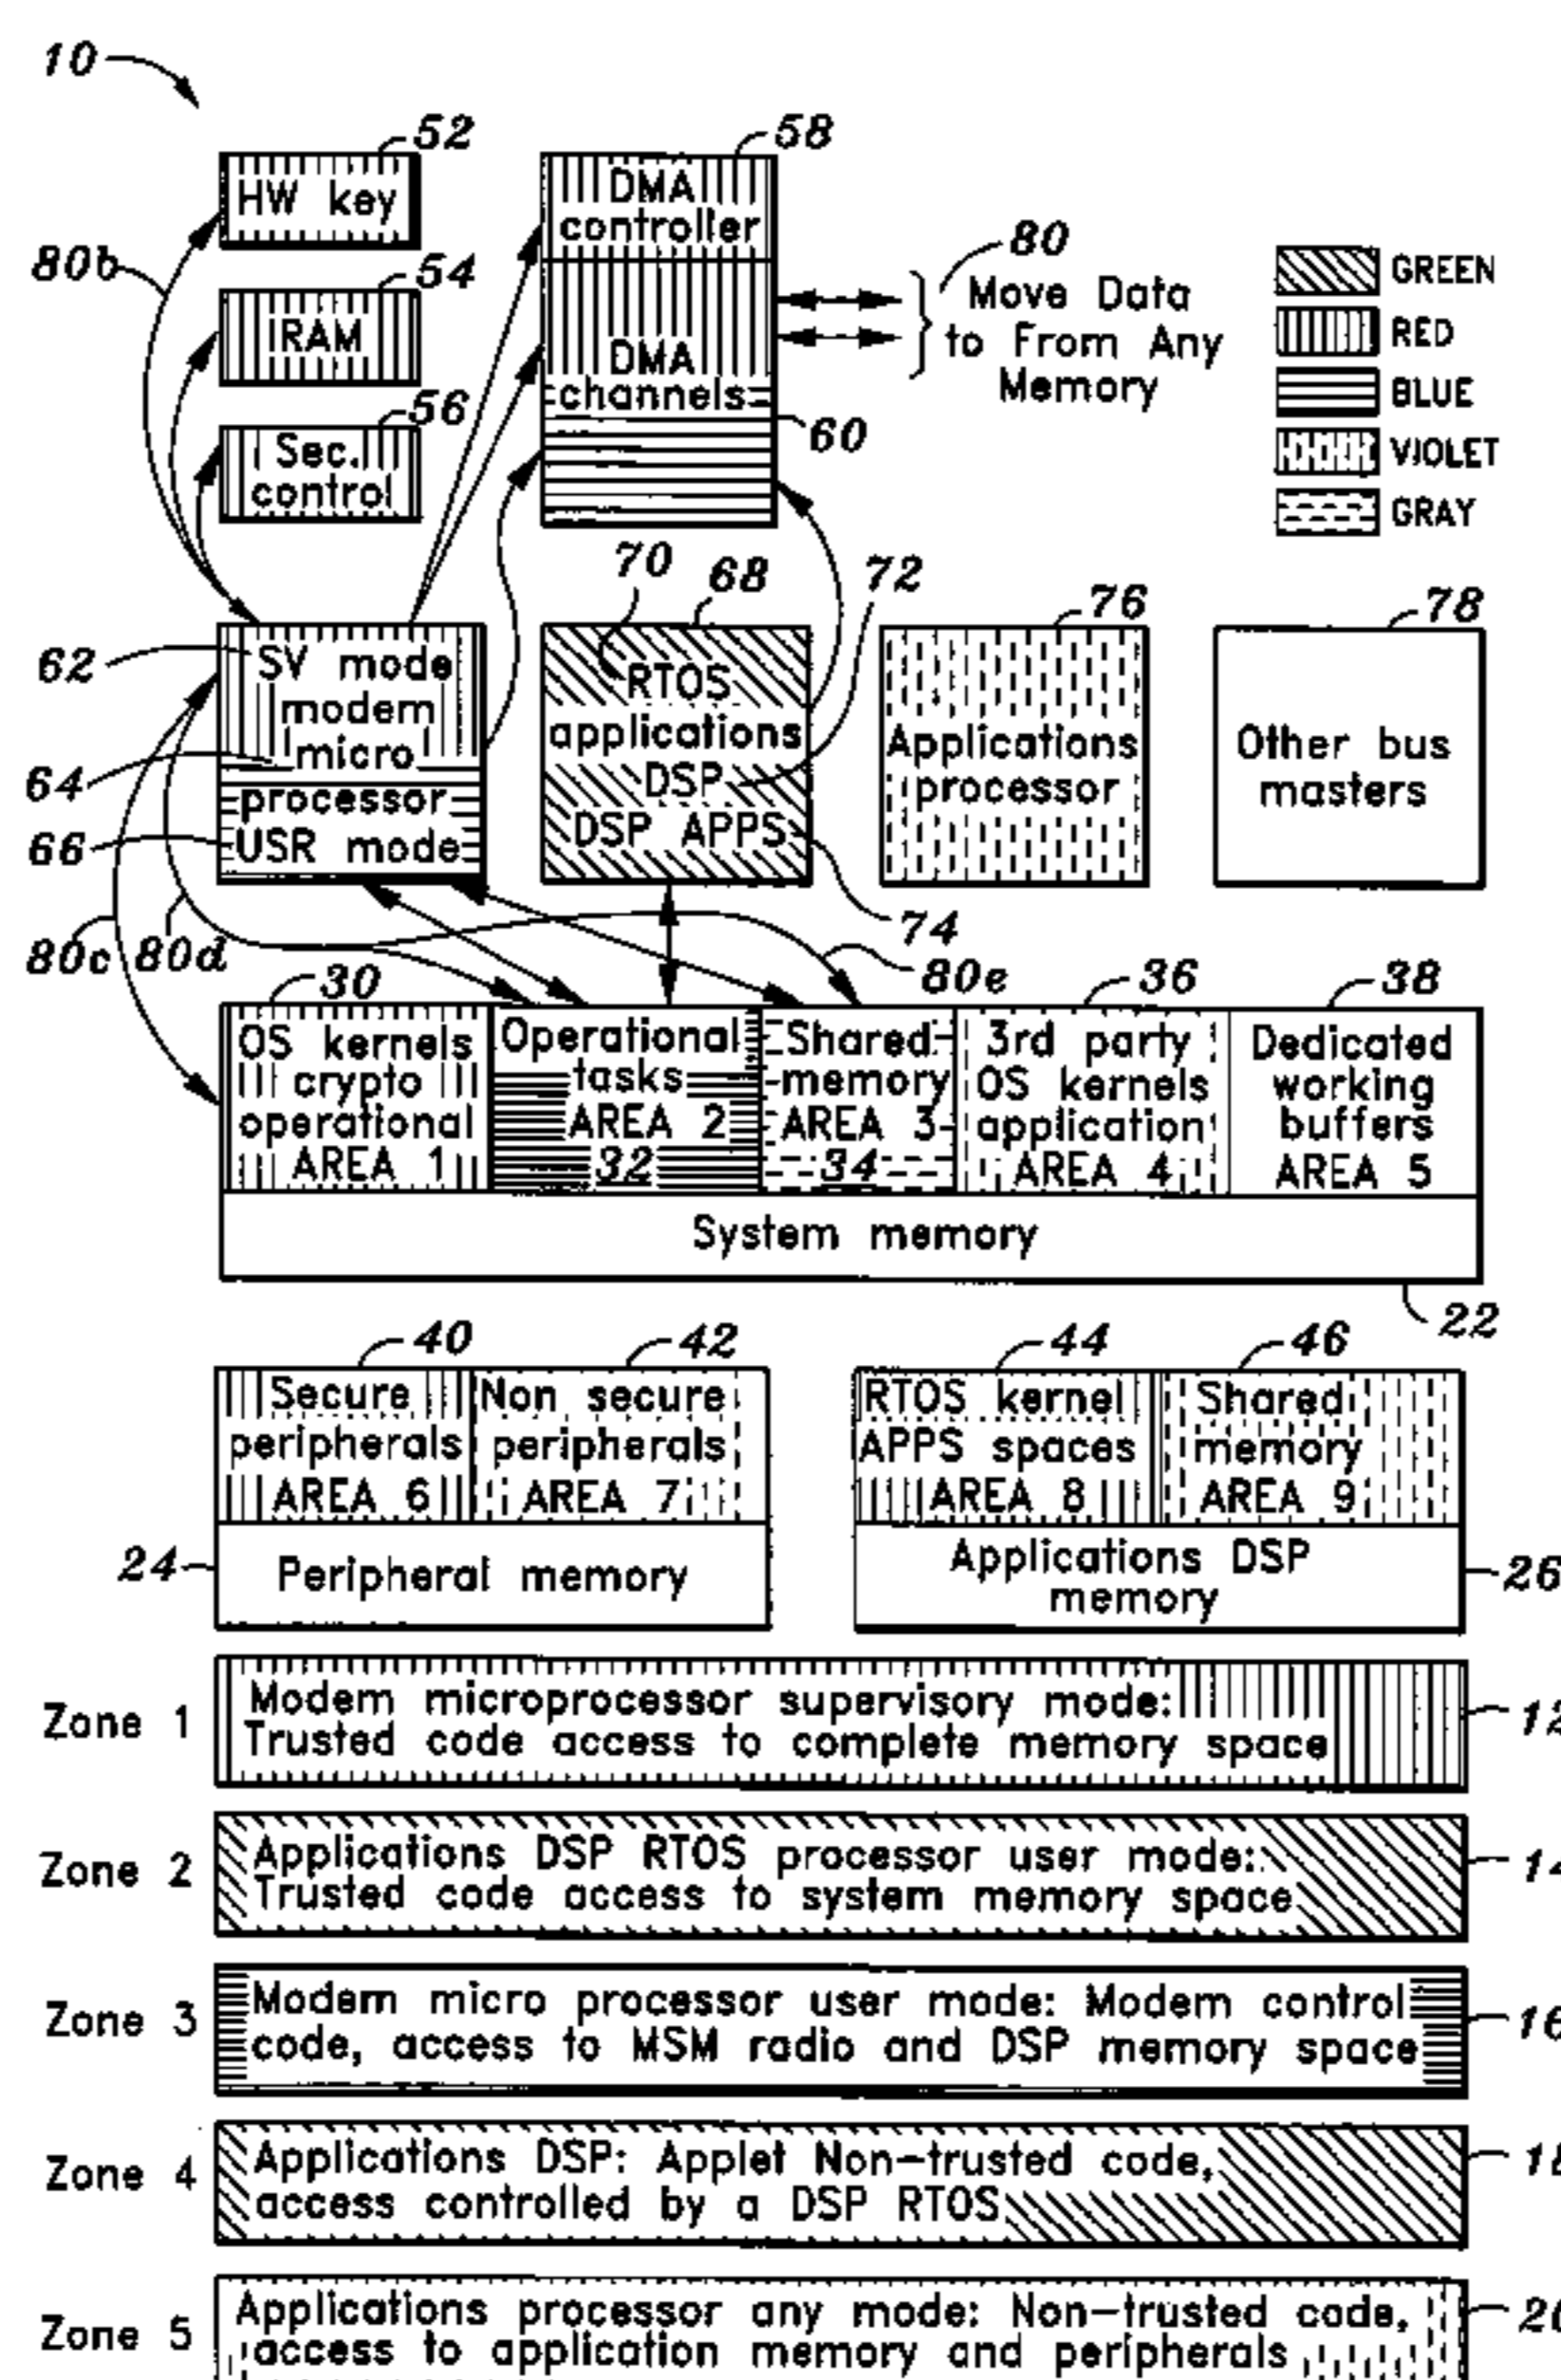 10
52
58
HW key
DMA
controller
80b
54
80
Move Data
to From Any
Memory
GREEN
RED
BLUE
VIOLET
GRAY
IRAM
DMA
channels
56
60
Sec.
control
70
68
72
76
78
62
SV mode
modem
micro
processor
USR mode
64
66
RTOS
applications
DSP
DSP APPS
Applications
processor
Other bus
masters
74
80c
80d
80e
30
36
38
OS kernels
crypto
operational
AREA 1
Operational
tasks
AREA 2
32
Shared
memory
AREA 3
34
3rd party
OS kernels
application
AREA 4
Dedicated
working
buffers
AREA 5
System memory
22
40
42
44
46
Secure
peripherals
AREA 6
Non secure
peripherals
AREA 7
RTOS kernel
APPS spaces
AREA 8
Shared
memory
AREA 9
24
Peripheral memory
Applications DSP
memory
26
Zone 1
Modem microprocessor supervisory mode:
Trusted code access to complete memory space
12
Zone 2
Applications DSP RTOS processor user mode:
Trusted code access to system memory space
14
Zone 3
Modem micro processor user mode: Modem control
code, access to MSM radio and DSP memory space
16
Zone 4
Applications DSP: Applet Non-trusted code,
access controlled by a DSP RTOS
18
Zone 5
Applications processor any mode: Non-trusted code,
access to application memory and peripherals
20